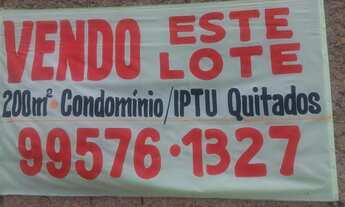 VENDO ESTE LOTE
200m² • Condomínio/IPTU Quitados
99576•1327